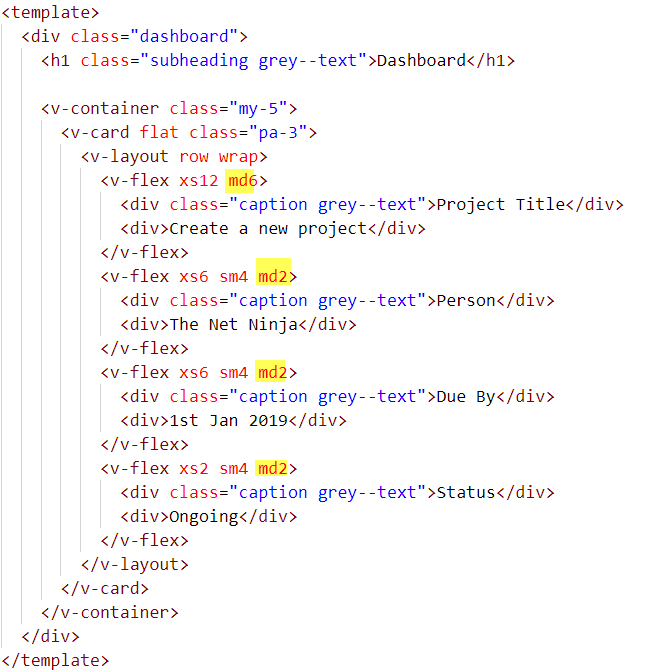 <template>
<div class="dashboard">
<h1 class="subheading grey--text">Dashboard</h1>
<v-container class="my-5">
<v-card flat class="pa-3">
<v-layout row wrap>
<v-flex xs12 md6>
<div class="caption grey--text">Project Title</div>
<div>Create a new project</div>
</v-flex>
<v-flex xs6 sm4 md2>
<div class="caption grey--text">Person</div>
<div>The Net Ninja</div>
</v-flex>
<v-flex xs6 sm4 md2>
<div class="caption grey--text">Due By</div>
<div>1st Jan 2019</div>
</v-flex>
<v-flex xs2 sm4 md2>
<div class="caption grey--text">Status</div>
<div>Ongoing</div>
</v-flex>
</v-layout>
</v-card>
</v-container>
</div>
</template>